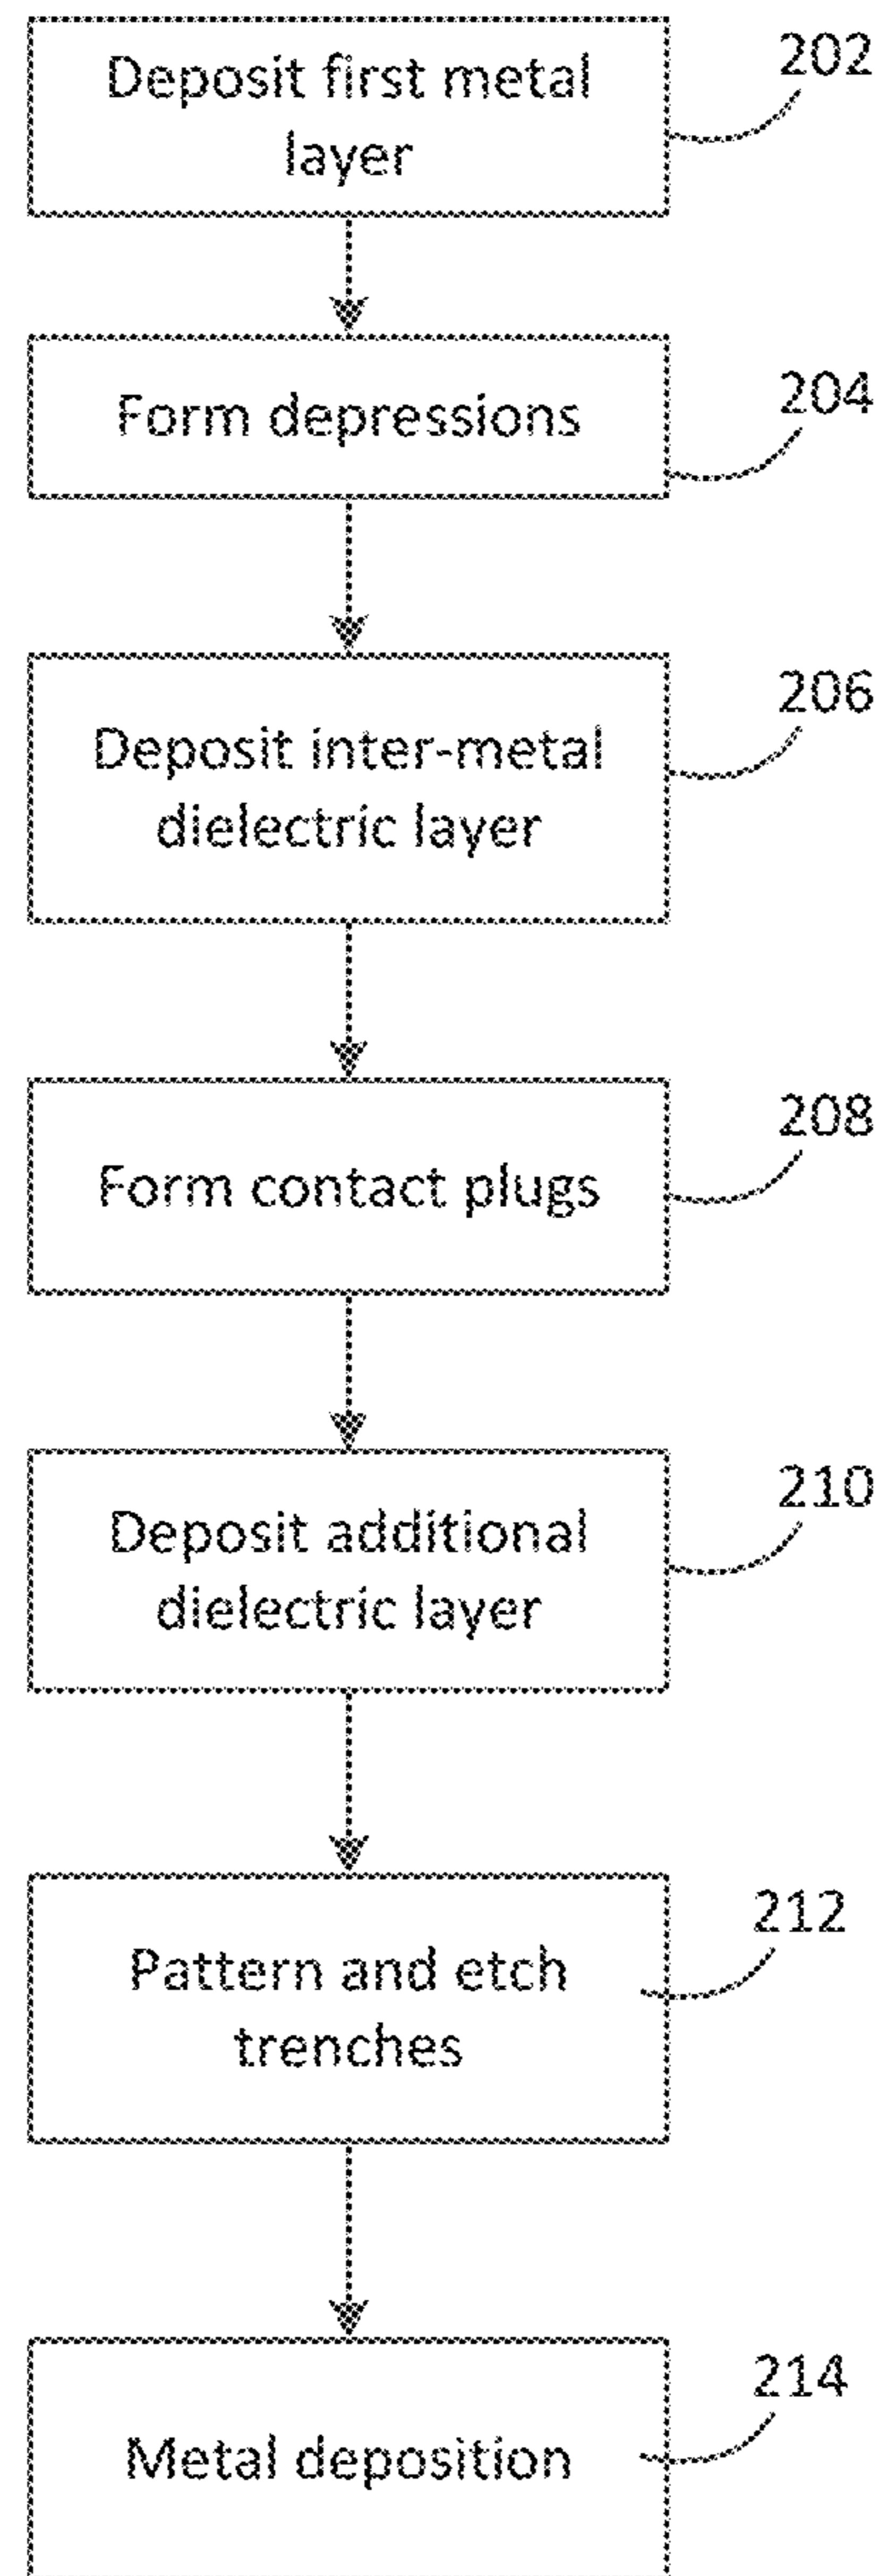 Deposit first metal
layer
202
Form depressions
204
Deposit inter-metal
dielectric layer
206
Form contact plugs
208
Deposit additional
dielectric layer
210
Pattern and etch
trenches
212
Metal deposition
214